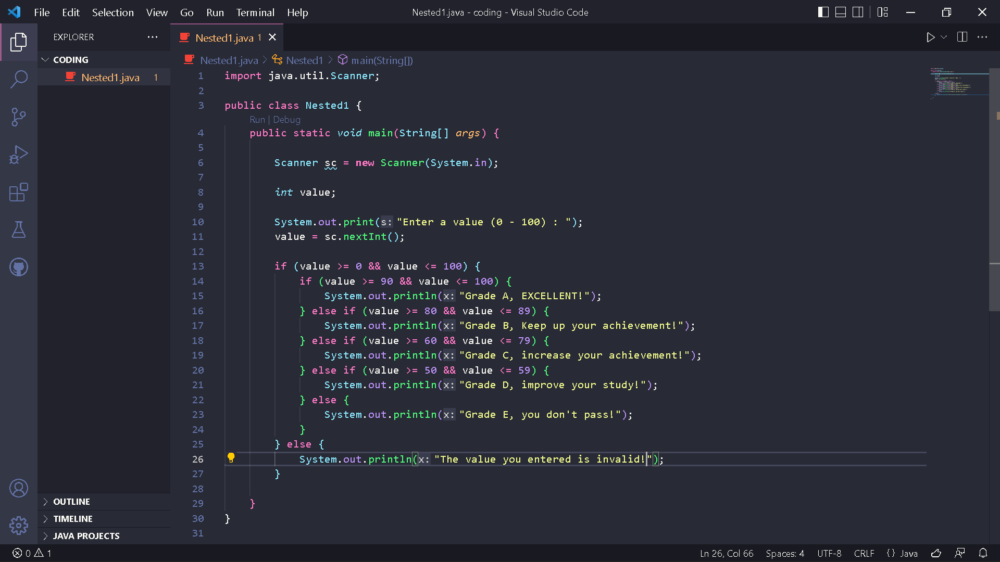 File Edit Selection View Go Run Terminal Help
Nested1.java - coding - Visual Studio Code
EXPLORER
CODING
Nested1.java 1
OUTLINE
TIMELINE
JAVA PROJECTS
Nested1.java 1
Nested1.java > Nested1 > main(String[])
1 import java.util.Scanner;
2
3 public class Nested1 {
Run | Debug
4 public static void main(String[] args) {
5
6 Scanner sc = new Scanner(System.in);
7
8 int value;
9
10 System.out.print(s: "Enter a value (0 - 100) : ");
11 value = sc.nextInt();
12
13 if (value >= 0 && value <= 100) {
14 if (value >= 90 && value <= 100) {
15 System.out.println(x: "Grade A, EXCELLENT!");
16 } else if (value >= 80 && value <= 89) {
17 System.out.println(x: "Grade B, Keep up your achievement!");
18 } else if (value >= 60 && value <= 79) {
19 System.out.println(x: "Grade C, increase your achievement!");
20 } else if (value >= 50 && value <= 59) {
21 System.out.println(x: "Grade D, improve your study!");
22 } else {
23 System.out.println(x: "Grade E, you don't pass!");
24 }
25 } else {
26 System.out.println(x: "The value you entered is invalid!");
27 }
28
29 }
30 }
31
0 1
Ln 26, Col 66 Spaces: 4 UTF-8 CRLF {} Java